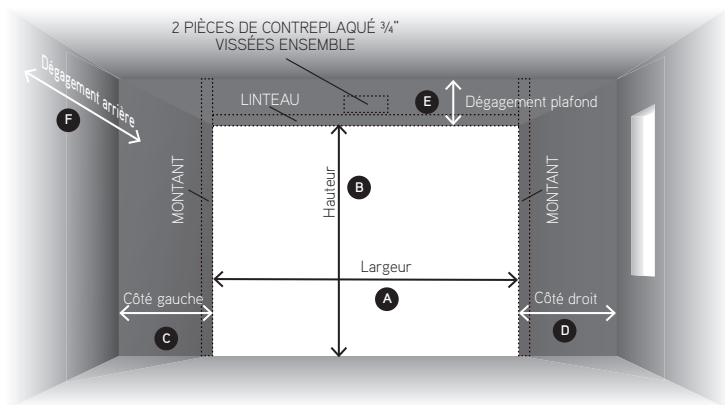 2 PIÈCES DE CONTREPLAQUÉ ¾"
VISSÉES ENSEMBLE
Dégagement arrière
F
LINTEAU
E
Dégagement plafond
MONTANT
Hauteur
B
MONTANT
Largeur
A
Côté gauche
C
Côté droit
D